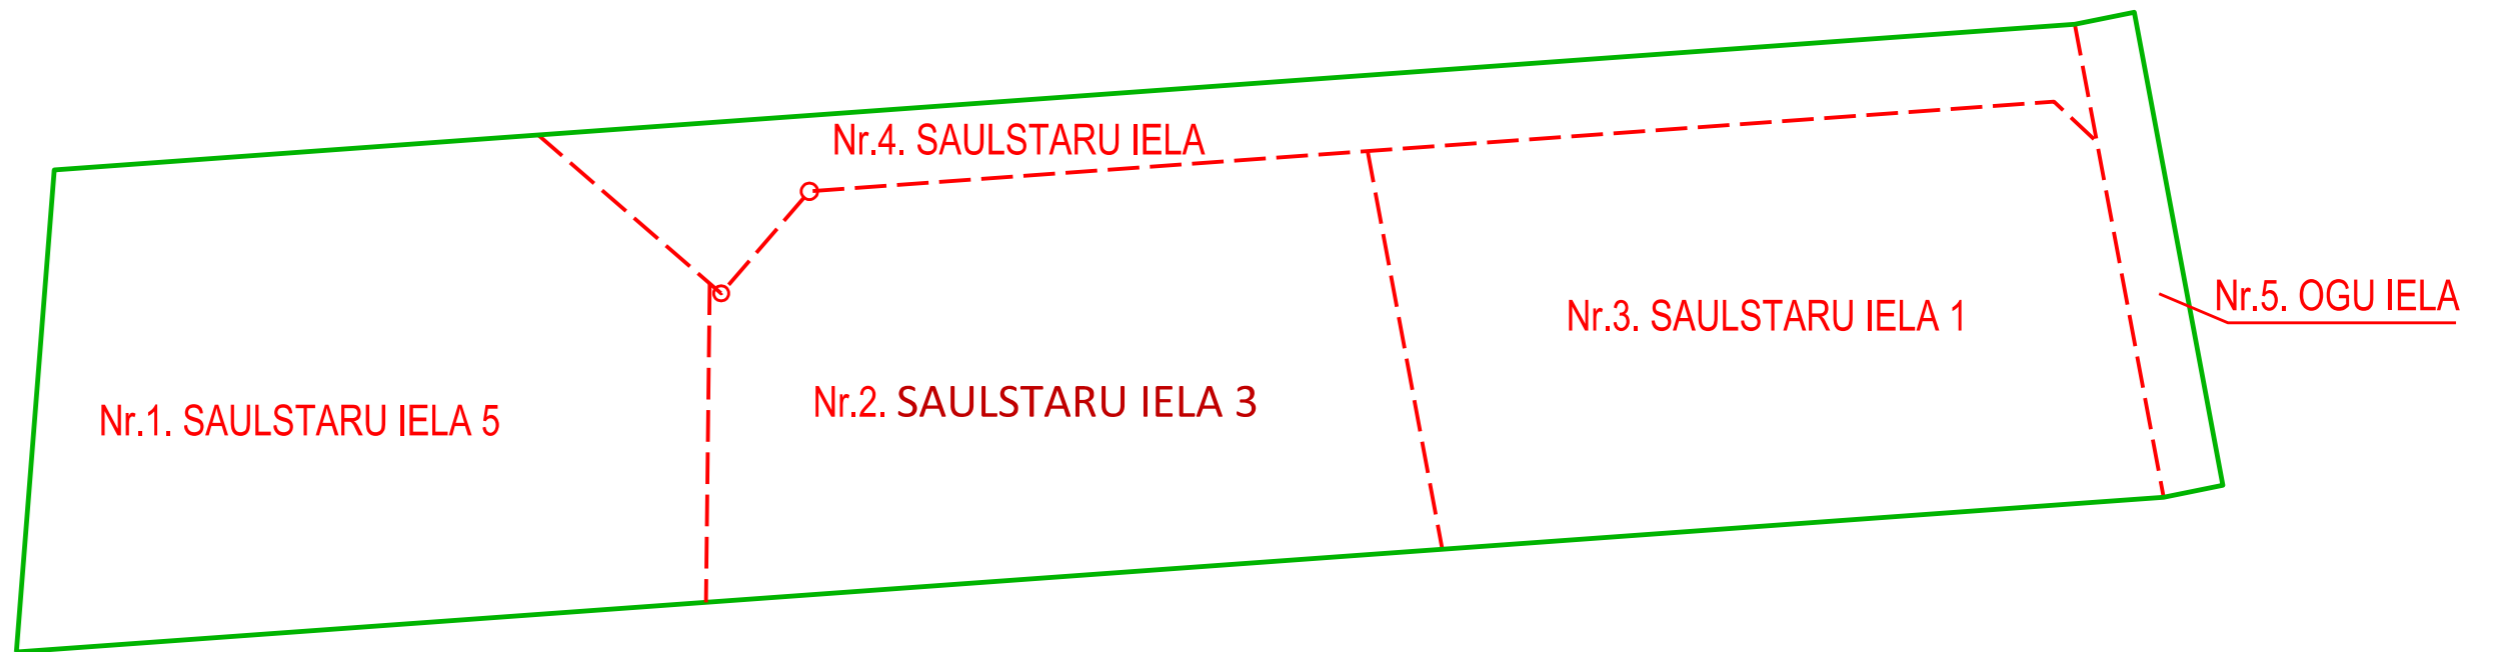 Nr.4. SAULSTARU IELA
Nr.5. OGU IELA
Nr.3. SAULSTARU IELA 1
Nr.2. SAULSTARU IELA 3
Nr.1. SAULSTARU IELA 5